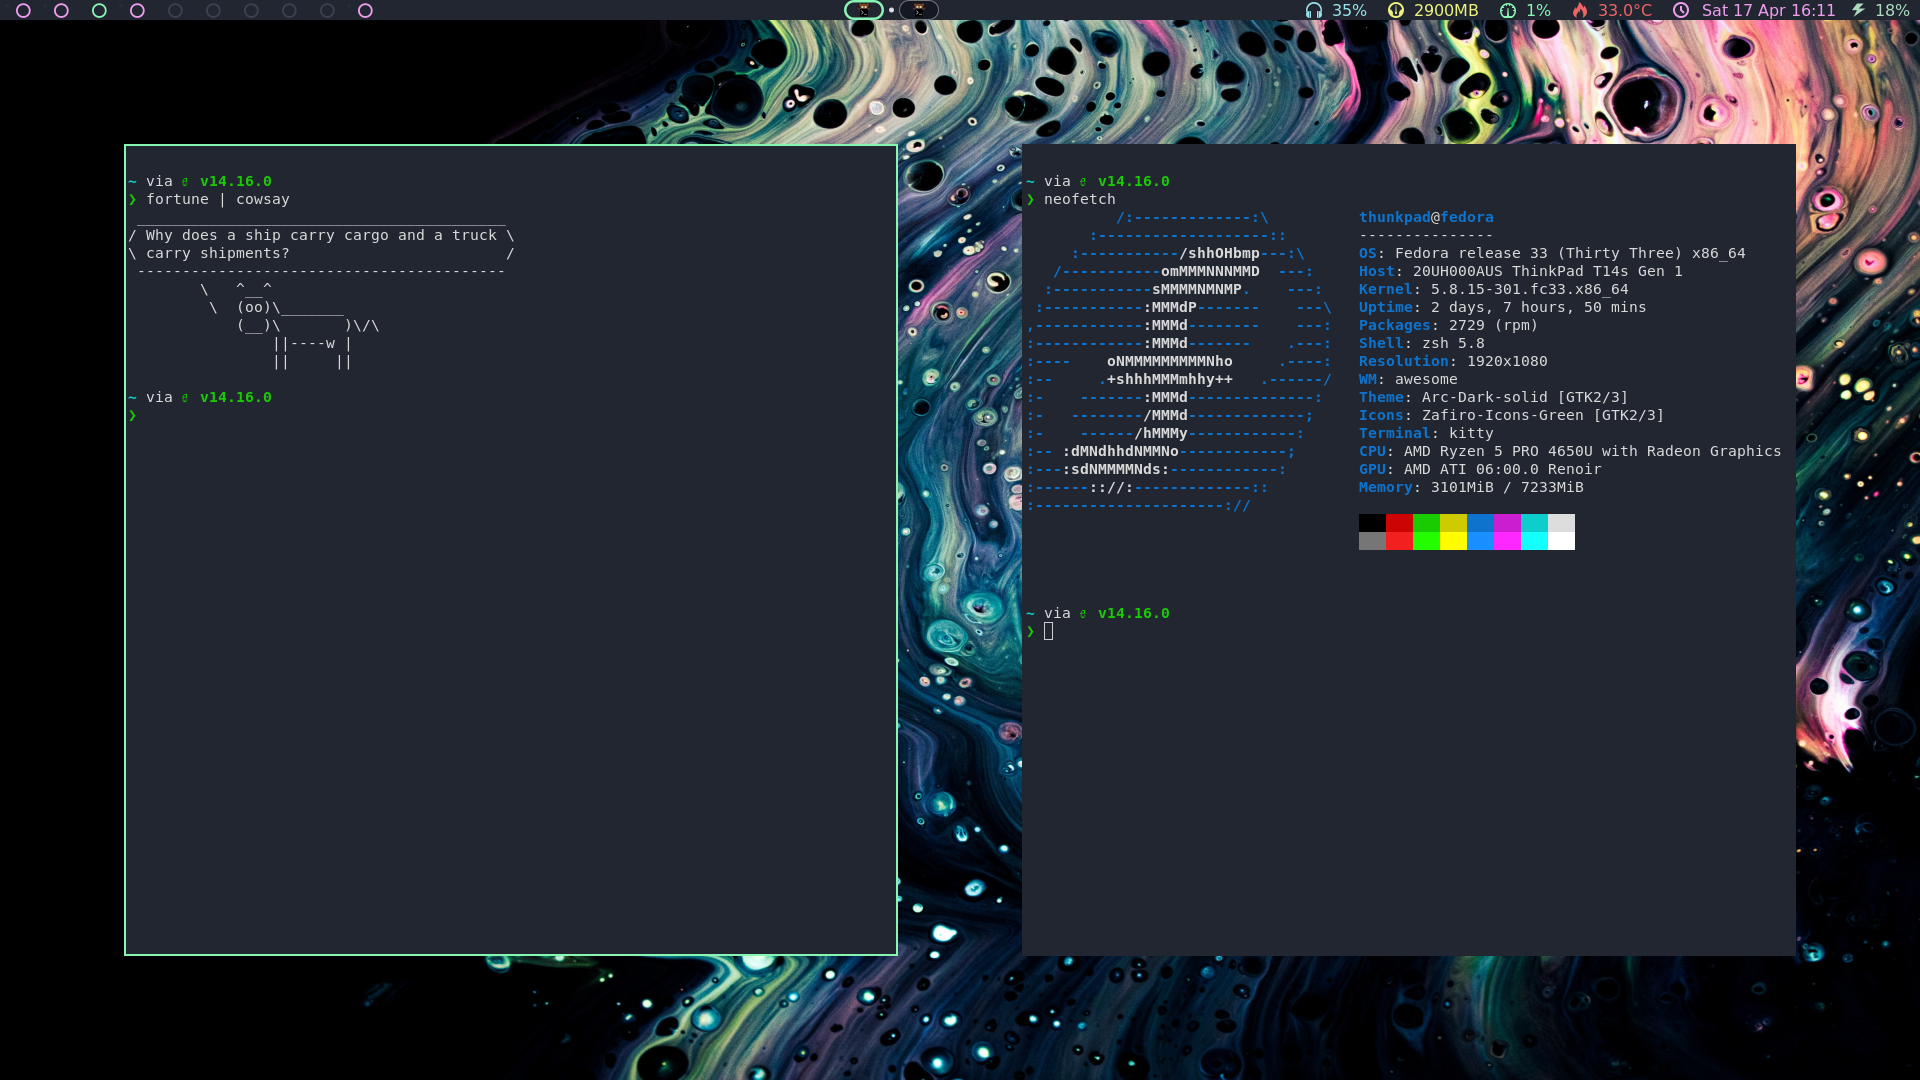 35% 2900MB 1% 33.0°C Sat 17 Apr 16:11 18%
~ via v14.16.0
❯ fortune | cowsay
 _________________________________________
/ Why does a ship carry cargo and a truck \
\ carry shipments?                        /
 -----------------------------------------
        \   ^__^
         \  (oo)\_______
            (__)\       )\/\
                ||----w |
                ||     ||
~ via v14.16.0
❯
~ via v14.16.0
❯ neofetch
          /:-------------:\
       :-------------------::
     :-----------/shhOHbmp---:\
   /-----------omMMMNNNMMD  ---:
  :-----------sMMMMNMNMP.    ---:
 :-----------:MMMdP-------    ---\
,------------:MMMd--------    ---:
:------------:MMMd-------    .---:
:----    oNMMMMMMMMMNho     .----:
:--     .+shhhMMMmhhy++   .------/
:-    -------:MMMd--------------:
:-   --------/MMMd-------------;
:-    ------/hMMMy------------:
:-- :dMNdhhdNMMNo------------;
:---:sdNMMMMNds:------------:
:------:://:-------------::
:---------------------://
thunkpad@fedora
---------------
OS: Fedora release 33 (Thirty Three) x86_64
Host: 20UH000AUS ThinkPad T14s Gen 1
Kernel: 5.8.15-301.fc33.x86_64
Uptime: 2 days, 7 hours, 50 mins
Packages: 2729 (rpm)
Shell: zsh 5.8
Resolution: 1920x1080
WM: awesome
Theme: Arc-Dark-solid [GTK2/3]
Icons: Zafiro-Icons-Green [GTK2/3]
Terminal: kitty
CPU: AMD Ryzen 5 PRO 4650U with Radeon Graphics
GPU: AMD ATI 06:00.0 Renoir
Memory: 3101MiB / 7233MiB
~ via v14.16.0
❯